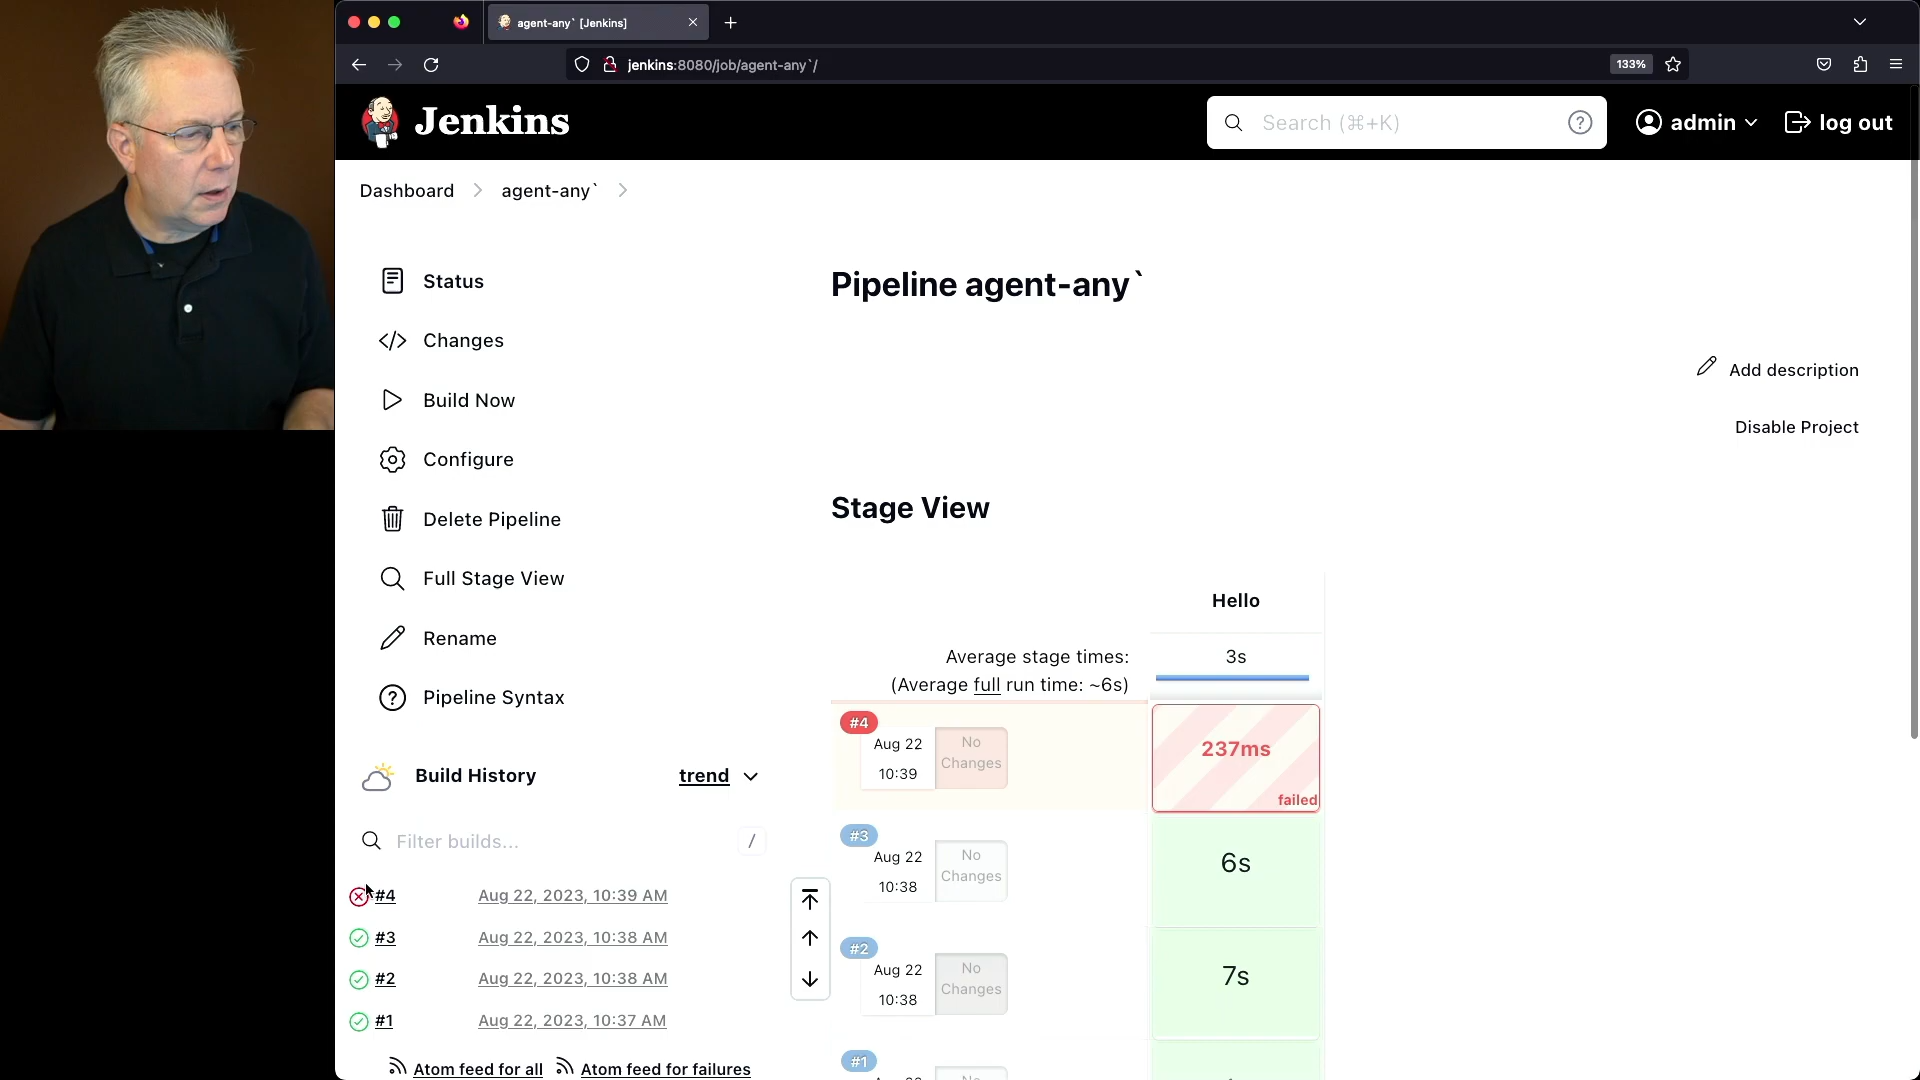 agent-any` [Jenkins]
jenkins:8080/job/agent-any`/
133%
Jenkins
Search (⌘+K)
admin
log out
Dashboard
agent-any`
Status
Changes
Build Now
Configure
Delete Pipeline
Full Stage View
Rename
Pipeline Syntax
Build History
trend
Filter builds...
/
#4
Aug 22, 2023, 10:39 AM
#3
Aug 22, 2023, 10:38 AM
#2
Aug 22, 2023, 10:38 AM
#1
Aug 22, 2023, 10:37 AM
Atom feed for all
Atom feed for failures
Pipeline agent-any`
Add description
Disable Project
Stage View
Hello
Average stage times:
3s
(Average full run time: ~6s)
#4
Aug 22
10:39
No
Changes
237ms
failed
#3
Aug 22
10:38
No
Changes
6s
#2
Aug 22
10:38
No
Changes
7s
#1